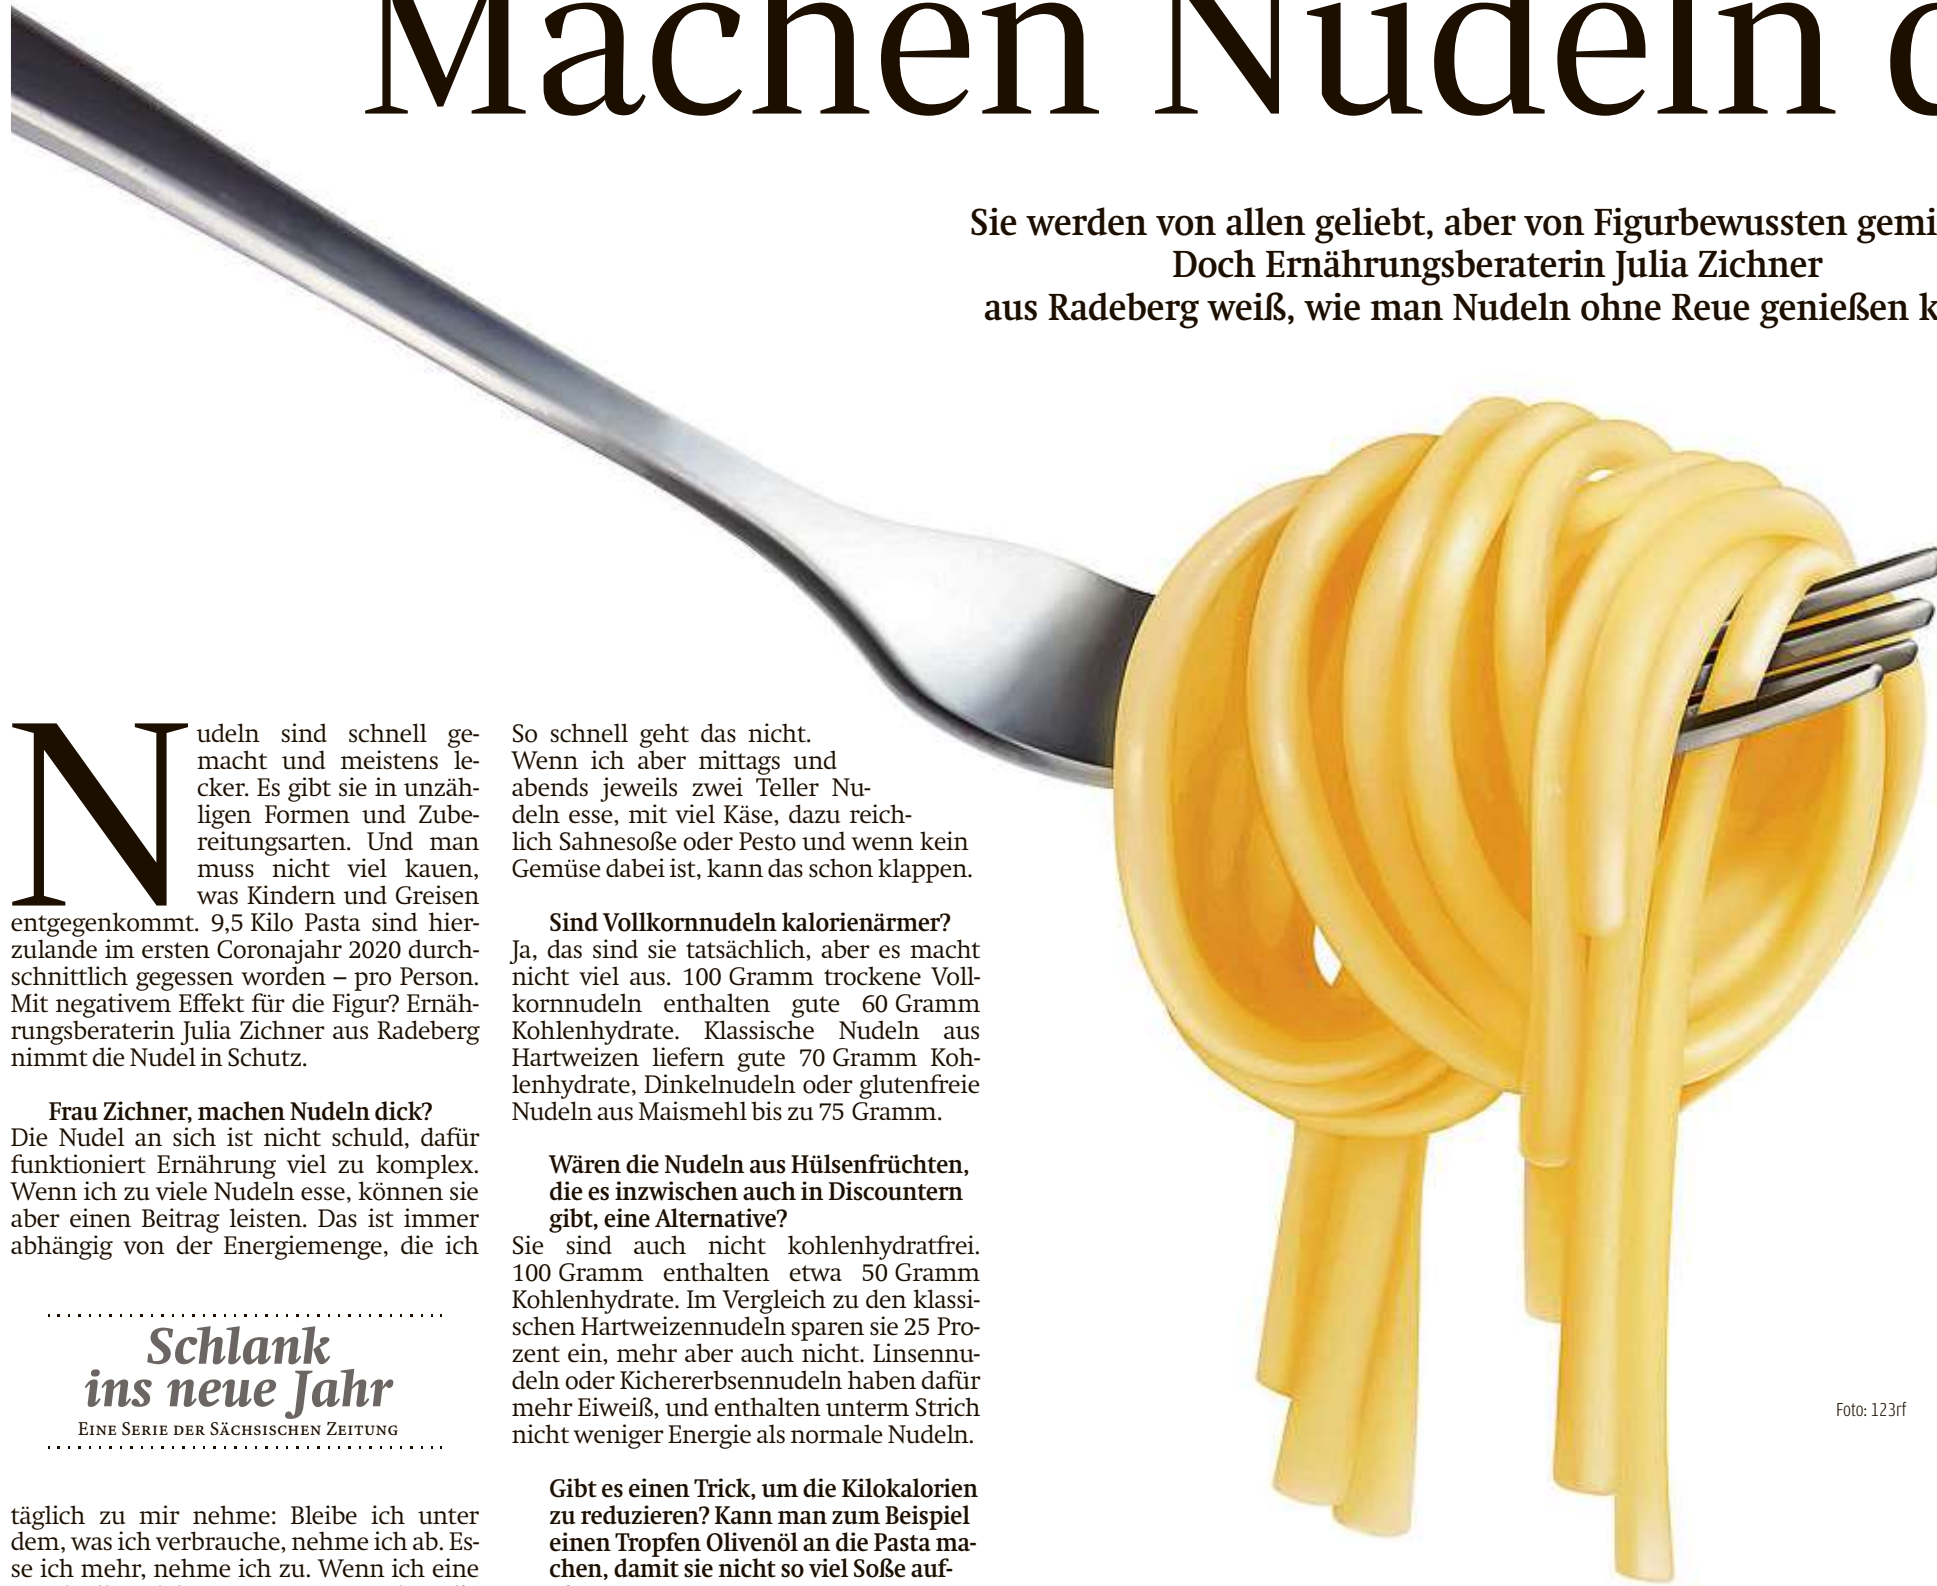 Machen Nudeln
Sie werden von allen geliebt, aber von Figurbewussten
Doch Ernährungsberaterin Julia Zichner
aus Radeberg weiß, wie man Nudeln ohne Reue genießen
Nudeln sind schnell ge-
macht und meistens le-
cker. Es gibt sie in unzäh-
ligen Formen und Zube-
reitungsarten. Und man
muss nicht viel kauen,
was Kindern und Greisen
entgegenkommt. 9,5 Kilo Pasta sind hier-
zulande im ersten Coronajahr 2020 durch-
schnittlich gegessen worden – pro Person.
Mit negativem Effekt für die Figur? Ernäh-
rungsberaterin Julia Zichner aus Radeberg
nimmt die Nudel in Schutz.
Frau Zichner, machen Nudeln dick?
Die Nudel an sich ist nicht schuld, dafür
funktioniert Ernährung viel zu komplex.
Wenn ich zu viele Nudeln esse, können sie
aber einen Beitrag leisten. Das ist immer
abhängig von der Energiemenge, die ich
Schlank
ins neue Jahr
EINE SERIE DER SÄCHSISCHEN ZEITUNG
täglich zu mir nehme: Bleibe ich unter
dem, was ich verbrauche, nehme ich ab. Es-
se ich mehr, nehme ich zu. Wenn ich eine
So schnell geht das nicht.
Wenn ich aber mittags und
abends jeweils zwei Teller Nu-
deln esse, mit viel Käse, dazu reich-
lich Sahnesoße oder Pesto und wenn kein
Gemüse dabei ist, kann das schon klappen.
Sind Vollkornnudeln kalorienärmer?
Ja, das sind sie tatsächlich, aber es macht
nicht viel aus. 100 Gramm trockene Voll-
kornnudeln enthalten gute 60 Gramm
Kohlenhydrate. Klassische Nudeln aus
Hartweizen liefern gute 70 Gramm Koh-
lenhydrate, Dinkelnudeln oder glutenfreie
Nudeln aus Maismehl bis zu 75 Gramm.
Wären die Nudeln aus Hülsenfrüchten,
die es inzwischen auch in Discountern
gibt, eine Alternative?
Sie sind auch nicht kohlenhydratfrei.
100 Gramm enthalten etwa 50 Gramm
Kohlenhydrate. Im Vergleich zu den klassi-
schen Hartweizennudeln sparen sie 25 Pro-
zent ein, mehr aber auch nicht. Linsennu-
deln oder Kichererbsennudeln haben dafür
mehr Eiweiß, und enthalten unterm Strich
nicht weniger Energie als normale Nudeln.
Gibt es einen Trick, um die Kilokalorien
zu reduzieren? Kann man zum Beispiel
einen Tropfen Olivenöl an die Pasta ma-
chen, damit sie nicht so viel Soße auf-
Foto: 123rf